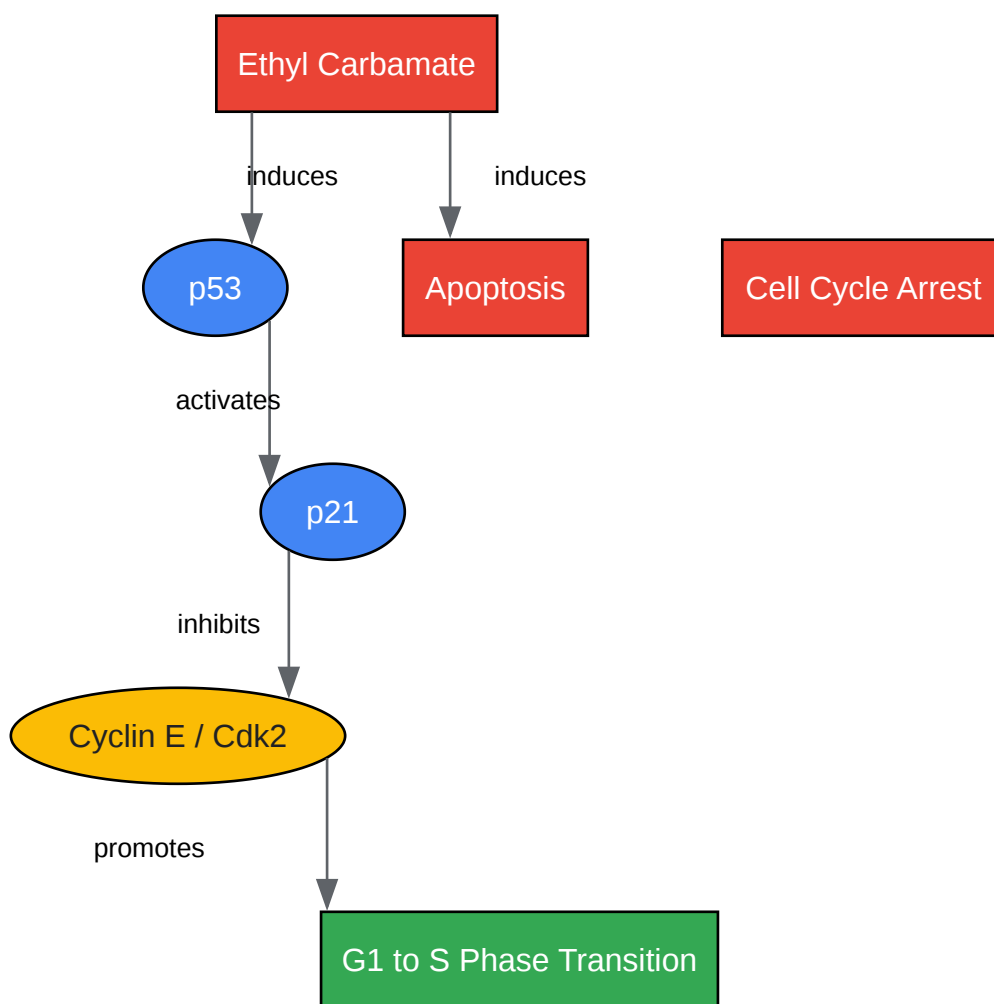 Ethyl Carbamate
induces
induces
p53
Apoptosis
Cell Cycle Arrest
activates
p21
inhibits
Cyclin E / Cdk2
promotes
G1 to S Phase Transition